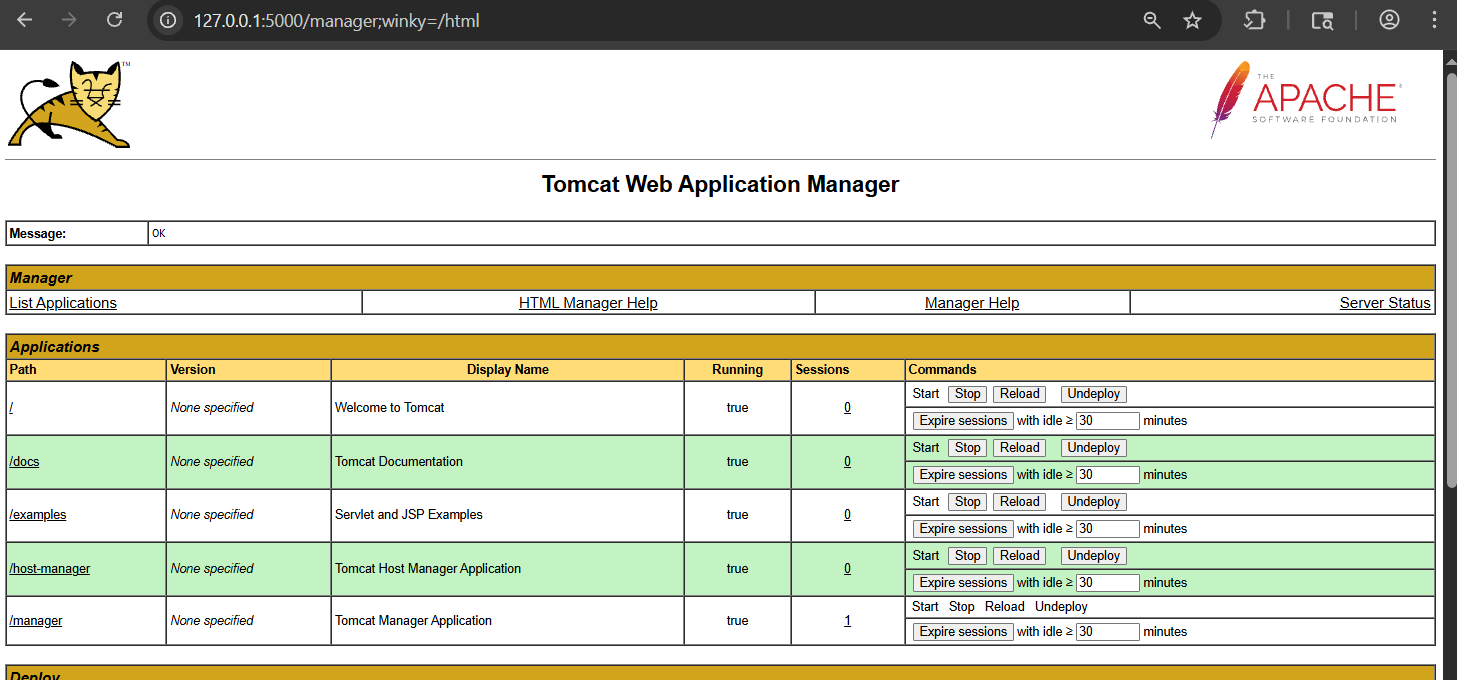 127.0.0.1:5000/manager;winky=/html
TM
THE
APACHE®
SOFTWARE FOUNDATION
Tomcat Web Application Manager
Message: OK
Manager
List Applications HTML Manager Help Manager Help Server Status
Applications
Path Version Display Name Running Sessions Commands
/ None specified Welcome to Tomcat true 0 Start Stop Reload Undeploy
Expire sessions with idle ≥ 30 minutes
/docs None specified Tomcat Documentation true 0 Start Stop Reload Undeploy
Expire sessions with idle ≥ 30 minutes
/examples None specified Servlet and JSP Examples true 0 Start Stop Reload Undeploy
Expire sessions with idle ≥ 30 minutes
/host-manager None specified Tomcat Host Manager Application true 0 Start Stop Reload Undeploy
Expire sessions with idle ≥ 30 minutes
/manager None specified Tomcat Manager Application true 1 Start Stop Reload Undeploy
Expire sessions with idle ≥ 30 minutes
Deploy